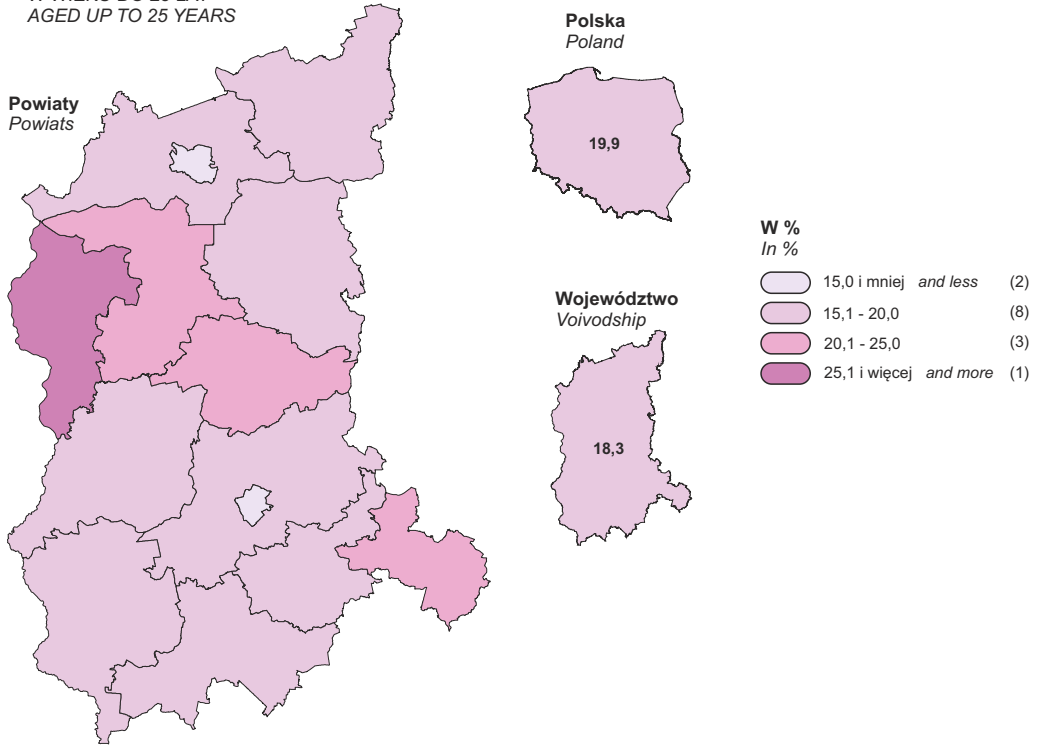 AGED UP TO 25 YEARS
Powiaty
Powiats
Polska
Poland
19,9
Województwo
Voivodship
18,3
W %
In %
15,0 i mniej and less (2)
15,1 - 20,0 (8)
20,1 - 25,0 (3)
25,1 i więcej and more (1)